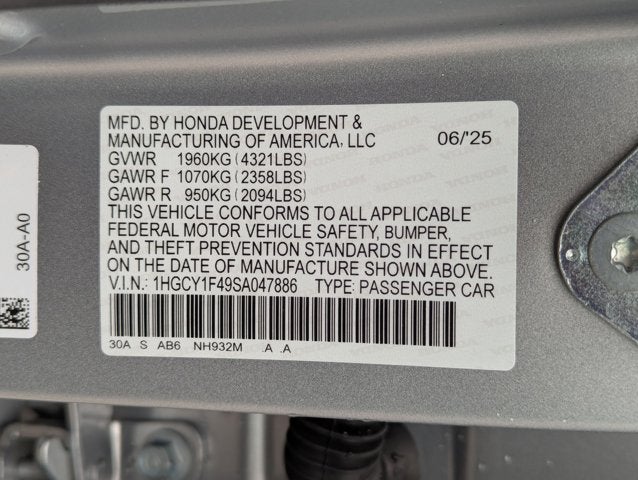 MFD. BY HONDA DEVELOPMENT &
MANUFACTURING OF AMERICA, LLC 06/'25
GVWR 1960KG (4321LBS)
GAWR F 1070KG (2358LBS)
GAWR R 950KG (2094LBS)
THIS VEHICLE CONFORMS TO ALL APPLICABLE
FEDERAL MOTOR VEHICLE SAFETY, BUMPER,
AND THEFT PREVENTION STANDARDS IN EFFECT
ON THE DATE OF MANUFACTURE SHOWN ABOVE.
V.I.N.: 1HGCY1F49SA047886 TYPE: PASSENGER CAR
30A S AB6 NH932M .A .A
30A-A0